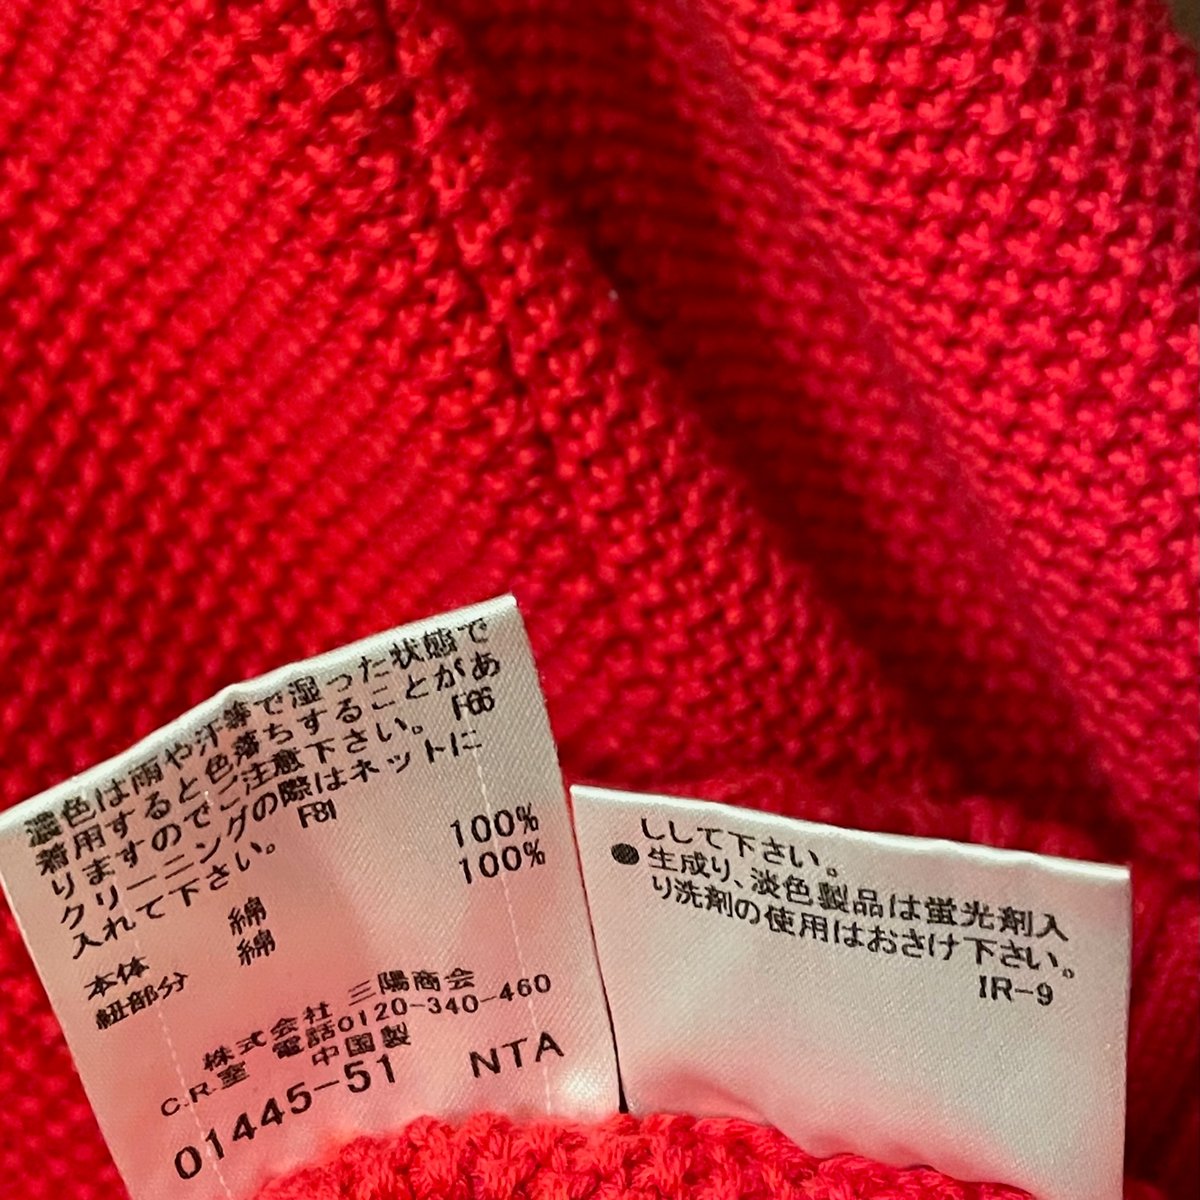 濃色は雨や汗等で湿った状態で
着用すると色落ちすることがあ
りますのでご注意下さい。 F66
クリーニングの際はネットに
入れて下さい。 F81
本体 綿 100%
紐部分 綿 100%
株式会社 三陽商会
C.R.室 電話0120-340-460
中国製
01445-51 NTA
ししして下さい。
●生成り、淡色製品は蛍光剤入
り洗剤の使用はおさけ下さい。
IR-9